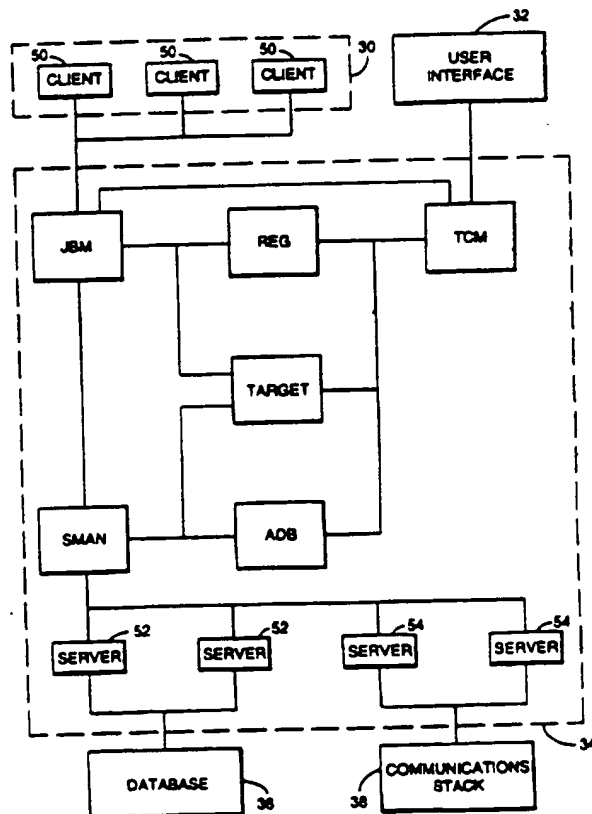 50 50 50 30 32
CLIENT CLIENT CLIENT
USER
INTERFACE
JBM REG TCM
TARGET
SMAN ADB
52 52 54 54
SERVER SERVER SERVER SERVER
34
DATABASE
36
COMMUNICATIONS
STACK
38